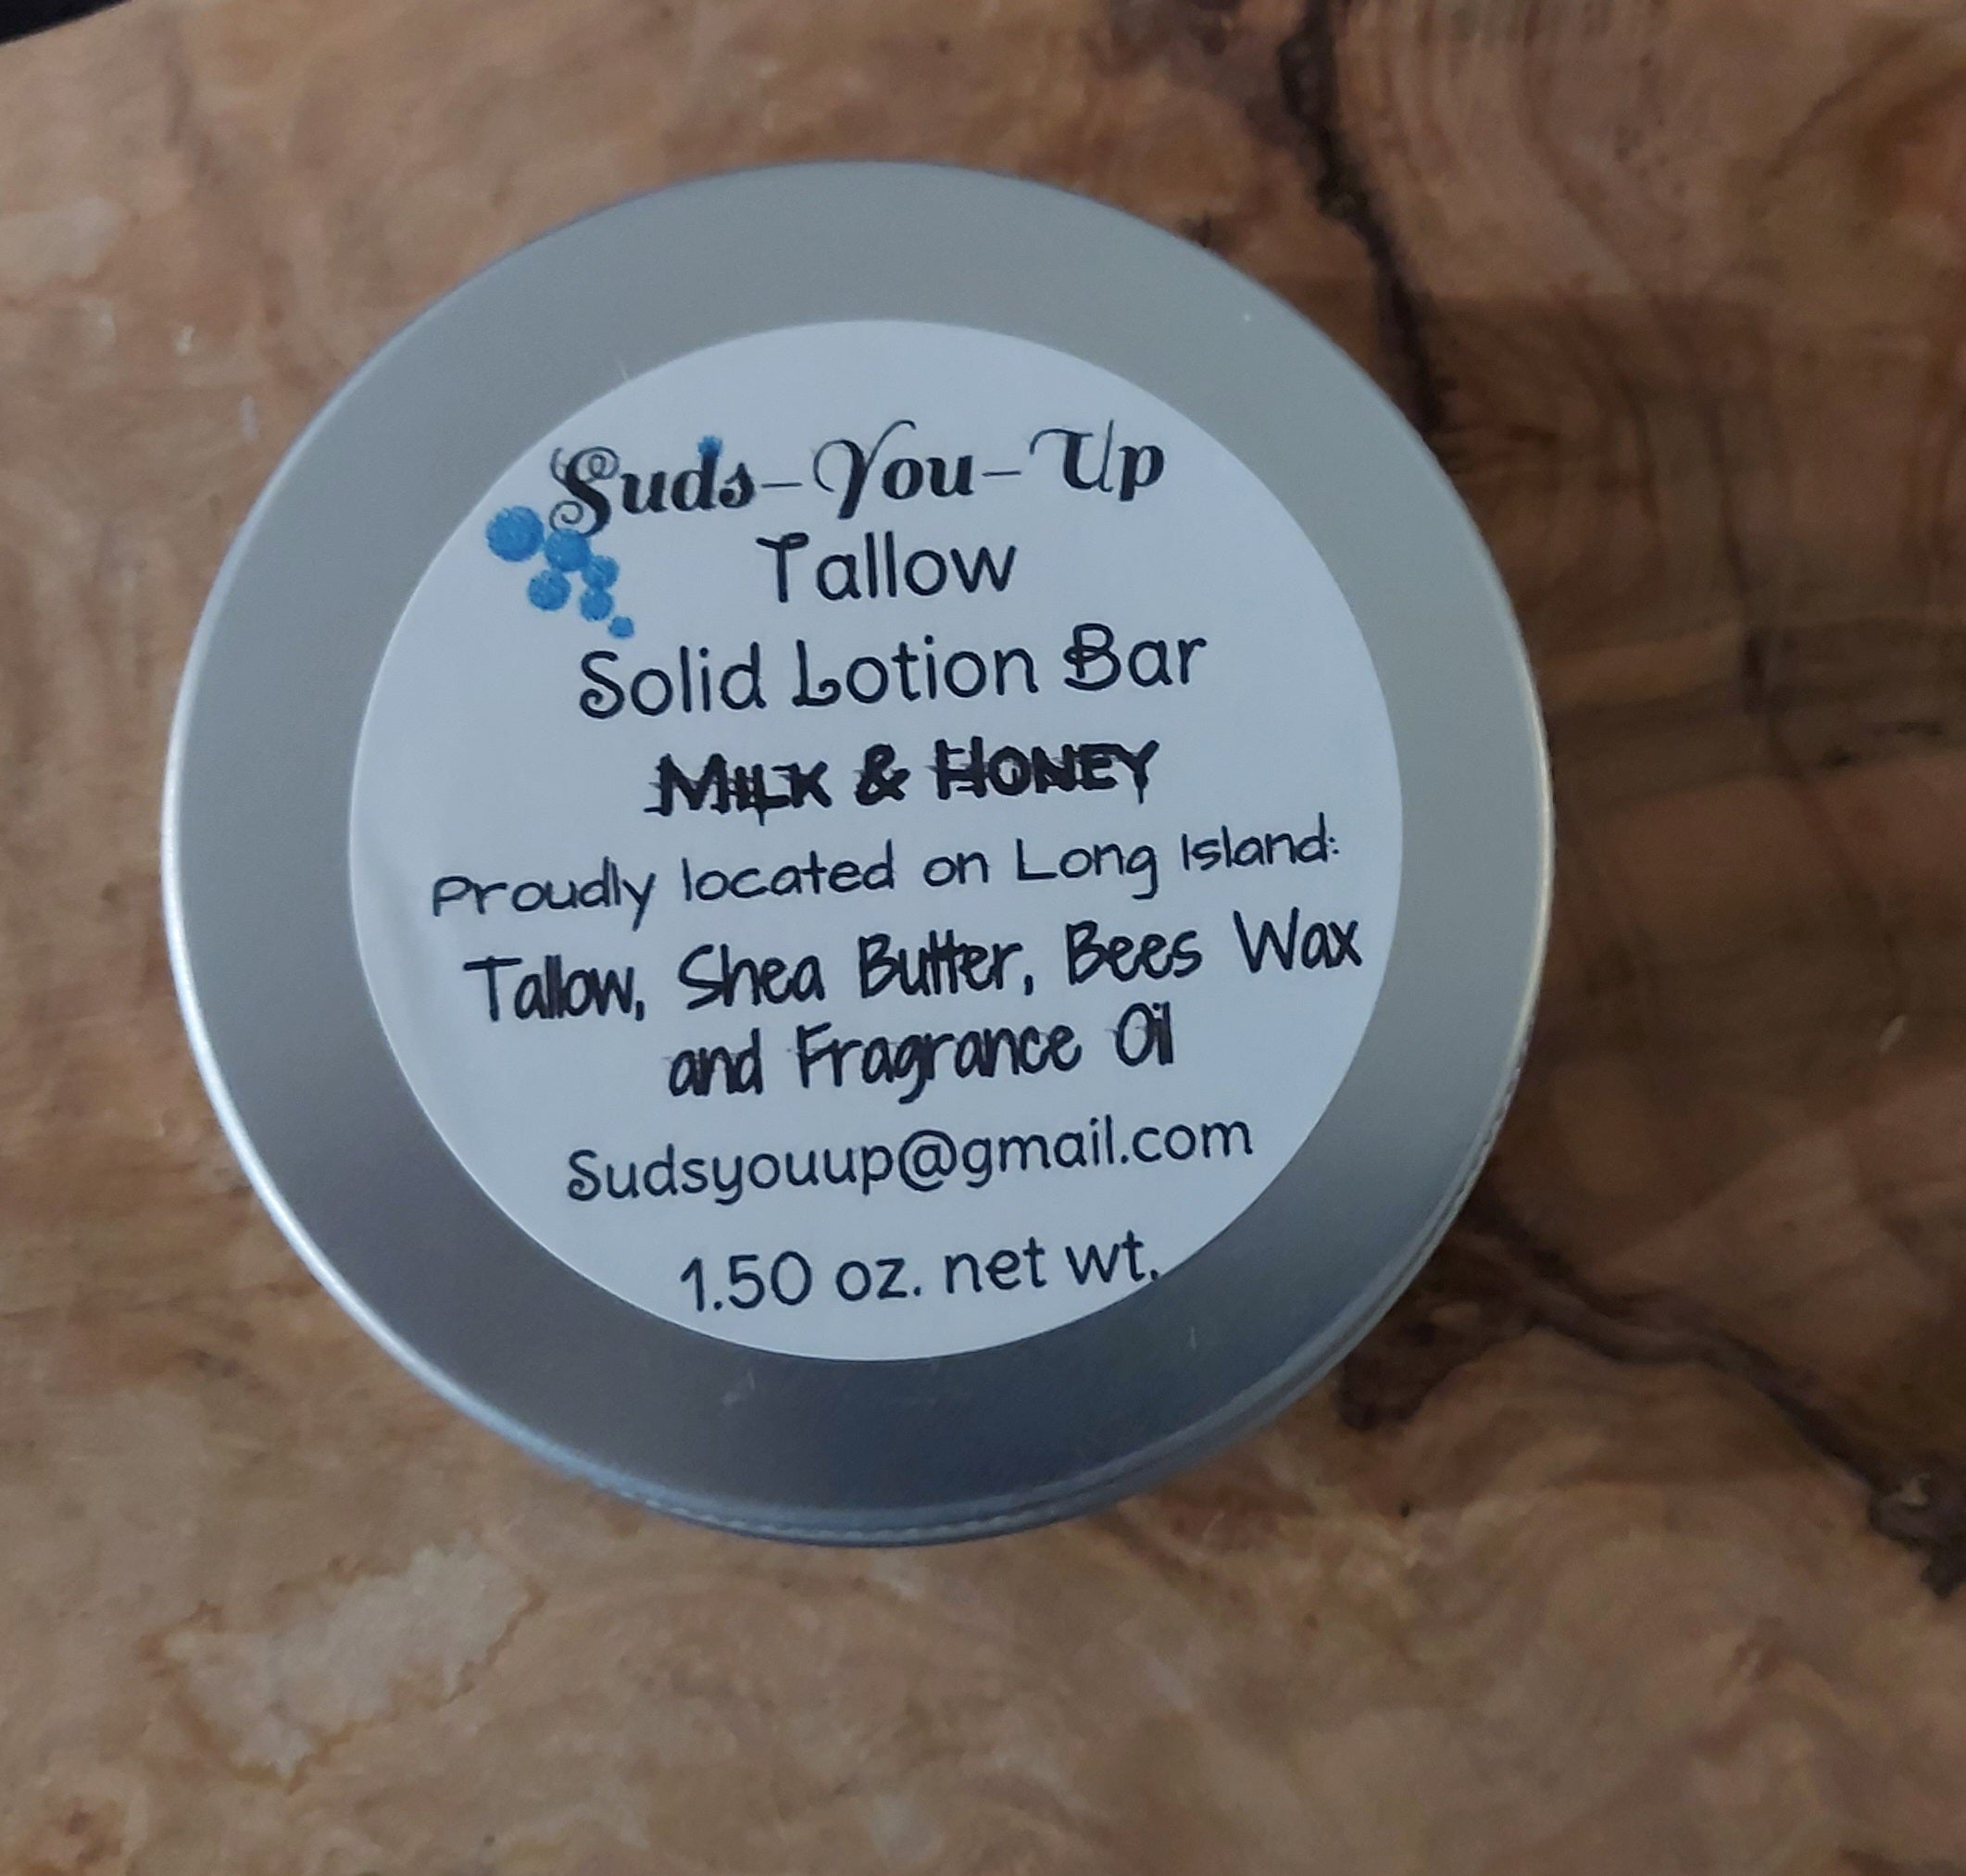 Suds-You-Up
Tallow
Solid Lotion Bar
MILK & HONEY
Proudly located on Long Island:
Tallow, Shea Butter, Bees Wax
and Fragrance Oil
Sudsyouup@gmail.com
1.50 oz. net wt.